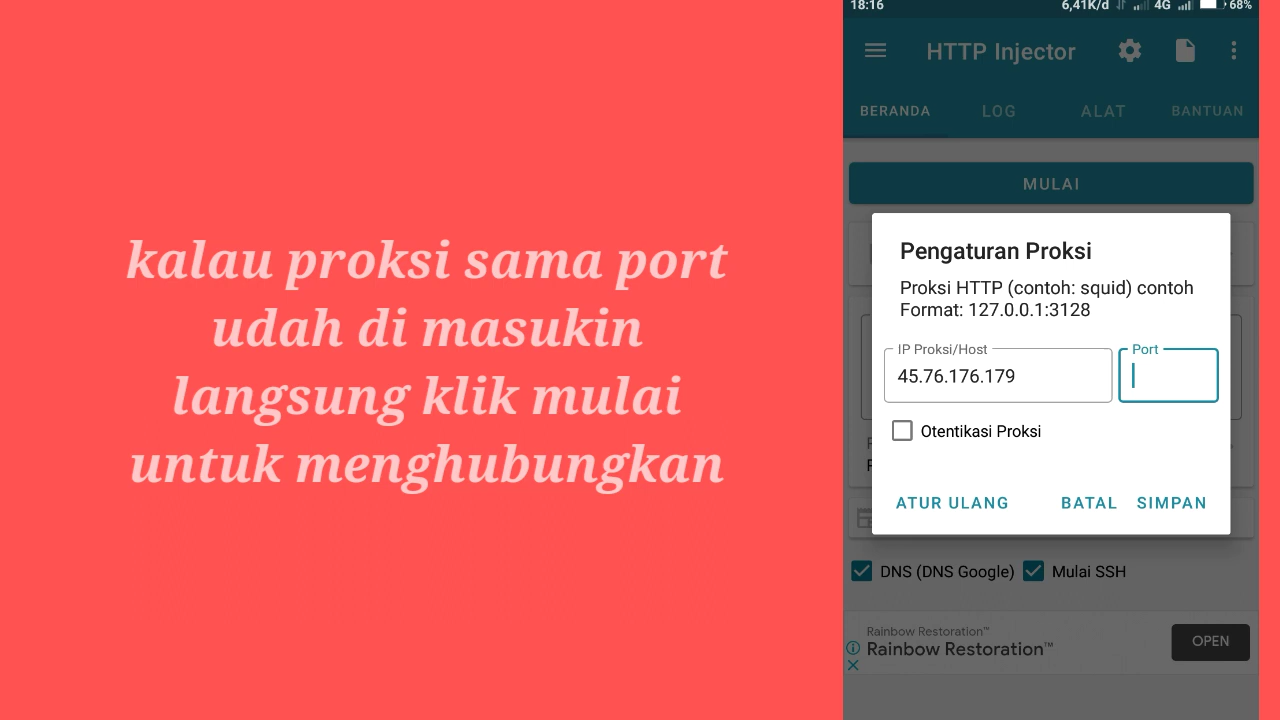 kalau proksi sama port
udah di masukin
langsung klik mulai
untuk menghubungkan
18:16 6,41K/d 4G 68%
HTTP Injector
BERANDA LOG ALAT BANTUAN
MULAI
Pengaturan Proksi
Proksi HTTP (contoh: squid) contoh
Format: 127.0.0.1:3128
IP Proksi/Host Port
45.76.176.179
Otentikasi Proksi
ATUR ULANG BATAL SIMPAN
DNS (DNS Google) Mulai SSH
Rainbow Restoration™
Rainbow Restoration™
OPEN